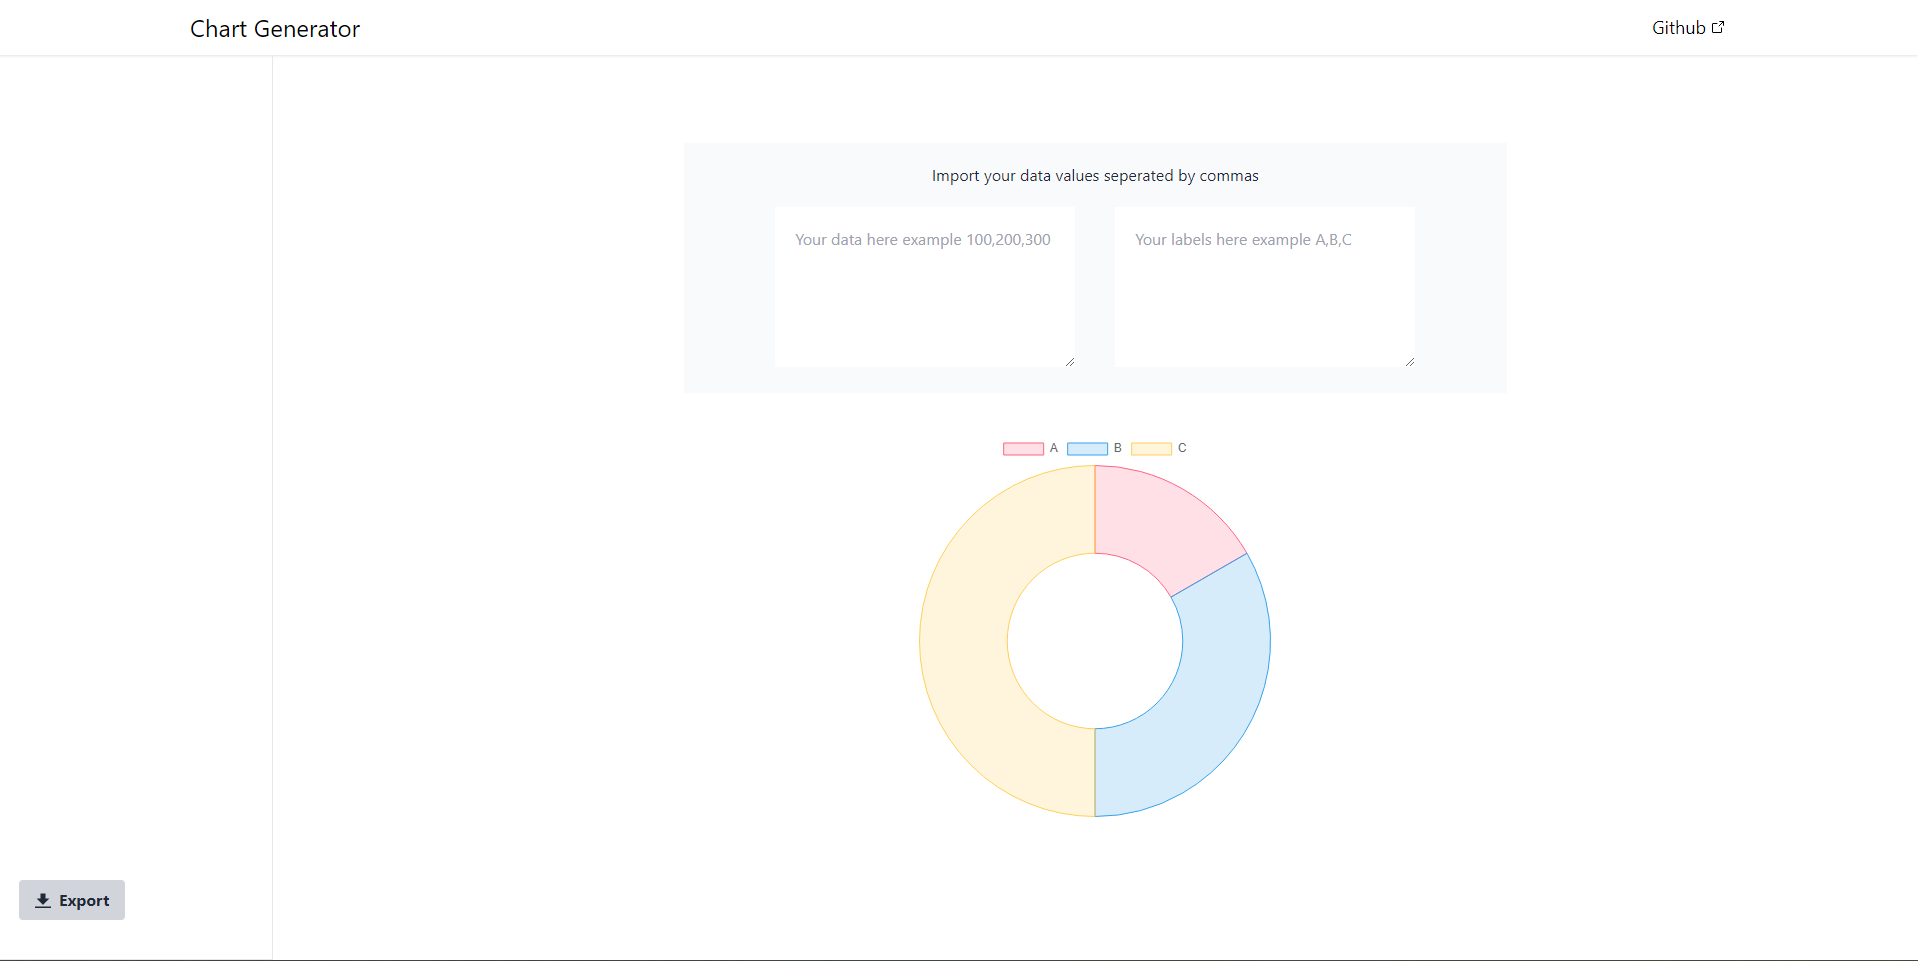 Chart Generator
Github
Import your data values seperated by commas
Your data here example 100,200,300
Your labels here example A,B,C
A B C
Export